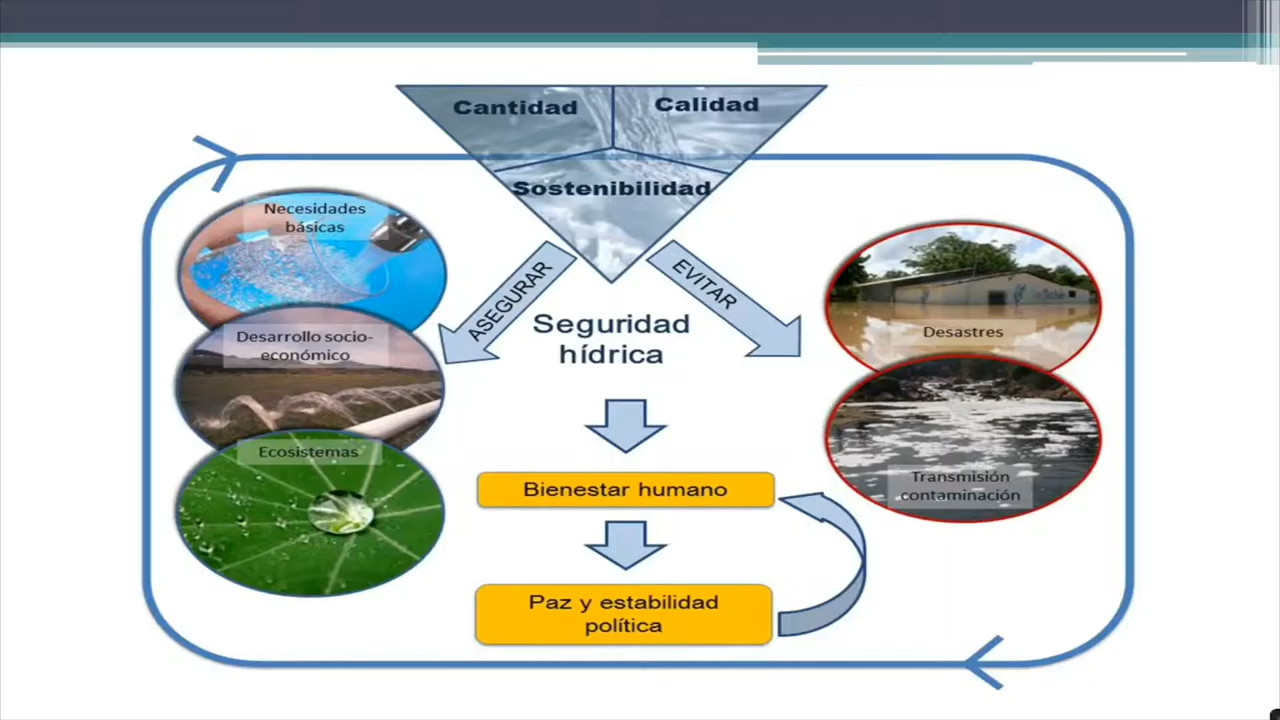 Cantidad
Calidad
Sostenibilidad
Necesidades
básicas
Desarrollo socio-
económico
Ecosistemas
ASEGURAR
EVITAR
Seguridad
hídrica
Desastres
Transmisión
contaminación
Bienestar humano
Paz y estabilidad
política